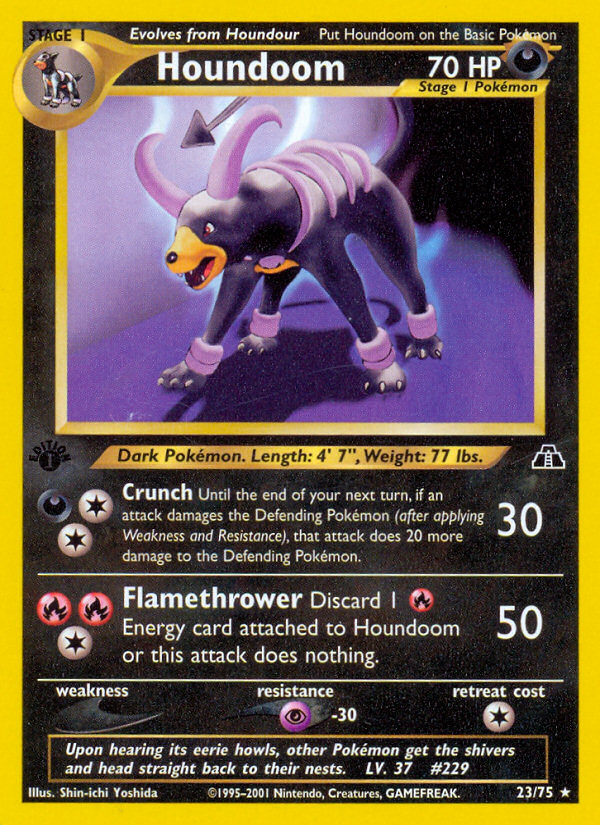 STAGE 1 Evolves from Houndour Put Houndoom on the Basic Pokémon
Houndoom 70 HP
Stage 1 Pokémon
EDITION
1
Dark Pokémon. Length: 4' 7", Weight: 77 lbs.
Crunch Until the end of your next turn, if an
attack damages the Defending Pokémon (after applying
Weakness and Resistance), that attack does 20 more
damage to the Defending Pokémon.
30
Flamethrower Discard 1
Energy card attached to Houndoom
or this attack does nothing.
50
weakness resistance retreat cost
-30
Upon hearing its eerie howls, other Pokémon get the shivers
and head straight back to their nests. LV. 37 #229
Illus. Shin-ichi Yoshida ©1995-2001 Nintendo, Creatures, GAMEFREAK. 23/75 ★